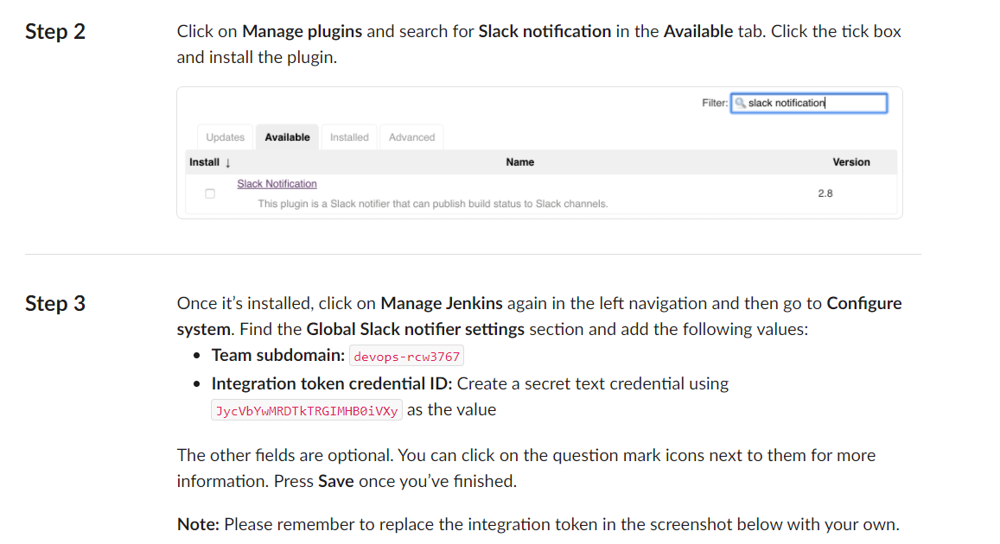 Step 2
Click on Manage plugins and search for Slack notification in the Available tab. Click the tick box
and install the plugin.
Filter: slack notification
Updates Available Installed Advanced
Install ↓ Name Version
Slack Notification
2.8
This plugin is a Slack notifier that can publish build status to Slack channels.
Step 3
Once it’s installed, click on Manage Jenkins again in the left navigation and then go to Configure
system. Find the Global Slack notifier settings section and add the following values:
• Team subdomain: devops-rcw3767
• Integration token credential ID: Create a secret text credential using
JycVbYwMRDTkTRGIMHB0iVXy as the value
The other fields are optional. You can click on the question mark icons next to them for more
information. Press Save once you’ve finished.
Note: Please remember to replace the integration token in the screenshot below with your own.